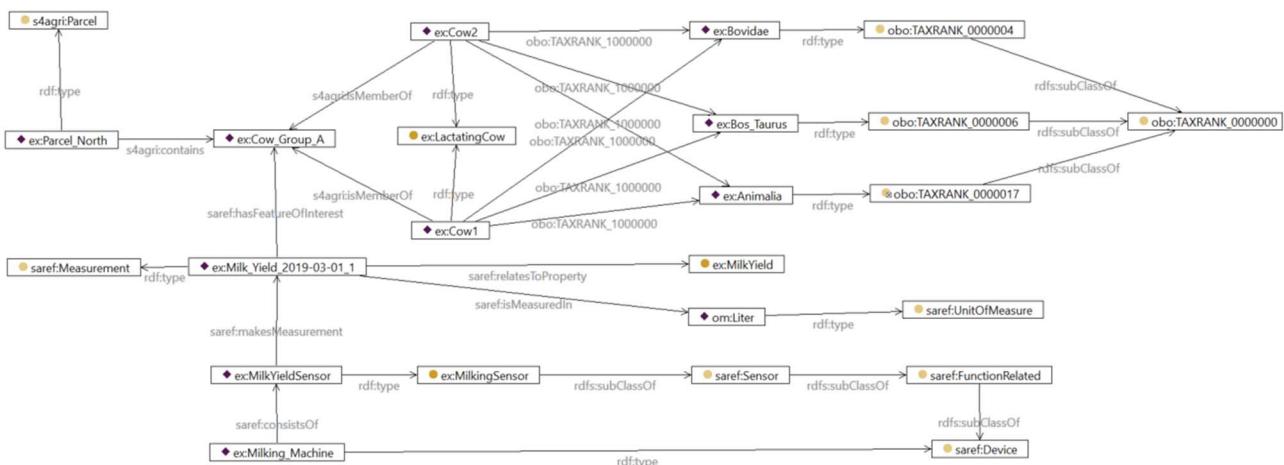 s4agri:Parcel
ex:Cow2
obo:TAXRANK_1000000
ex:Bovidae
rdf:type
obo:TAXRANK_0000004
rdf:type
s4agri:isMemberOf
rdf:type
obo:TAXRANK_1000000
rdfs:subClassOf
ex:Parcel_North
s4agri:contains
ex:Cow_Group_A
ex:LactatingCow
obo:TAXRANK_1000000
obo:TAXRANK_1000000
ex:Bos_Taurus
rdf:type
obo:TAXRANK_0000006
rdfs:subClassOf
obo:TAXRANK_0000000
rdfs:subClassOf
s4agri:isMemberOf
rdf:type
obo:TAXRANK_1000000
ex:Animalia
rdf:type
obo:TAXRANK_0000017
saref:hasFeatureOfInterest
ex:Cow1
obo:TAXRANK_1000000
saref:Measurement
rdf:type
ex:Milk_Yield_2019-03-01_1
saref:relatesToProperty
ex:MilkYield
saref:isMeasuredIn
om:Liter
rdf:type
saref:UnitOfMeasure
saref:makesMeasurement
ex:MilkYieldSensor
rdf:type
ex:MilkingSensor
rdfs:subClassOf
saref:Sensor
rdfs:subClassOf
saref:FunctionRelated
saref:consistsOf
rdfs:subClassOf
ex:Milking_Machine
rdf:type
saref:Device